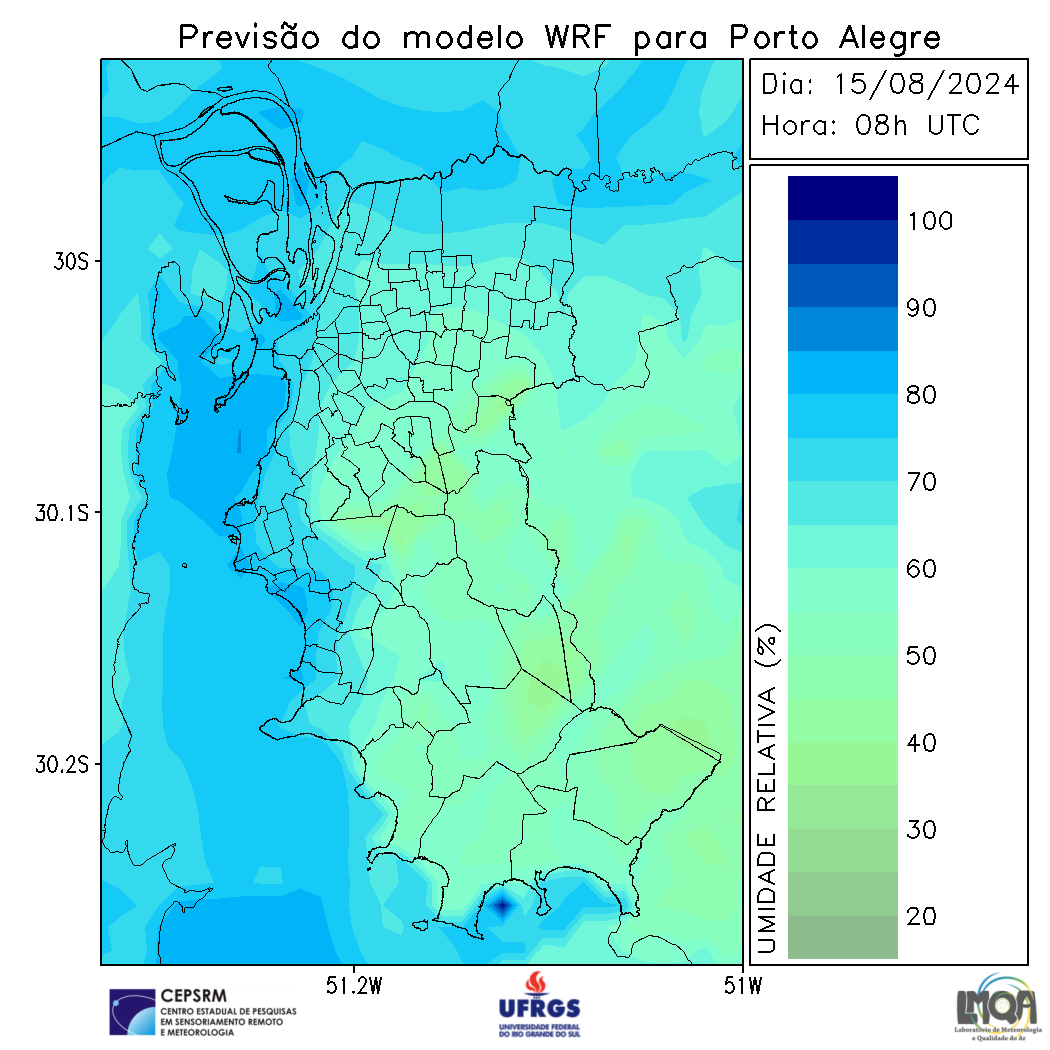 Previsão do modelo WRF para Porto Alegre
Dia: 15/08/2024
Hora: 08h UTC
100
90
80
70
60
50
40
30
20
UMIDADE RELATIVA (%)
30S
30.1S
30.2S
51.2W
51W
CEPSRM
CENTRO ESTADUAL DE PESQUISAS
EM SENSORIAMENTO REMOTO
E METEOROLOGIA
UFRGS
UNIVERSIDADE FEDERAL
DO RIO GRANDE DO SUL
LMQA
Laboratório de Meteorologia
e Qualidade do Ar